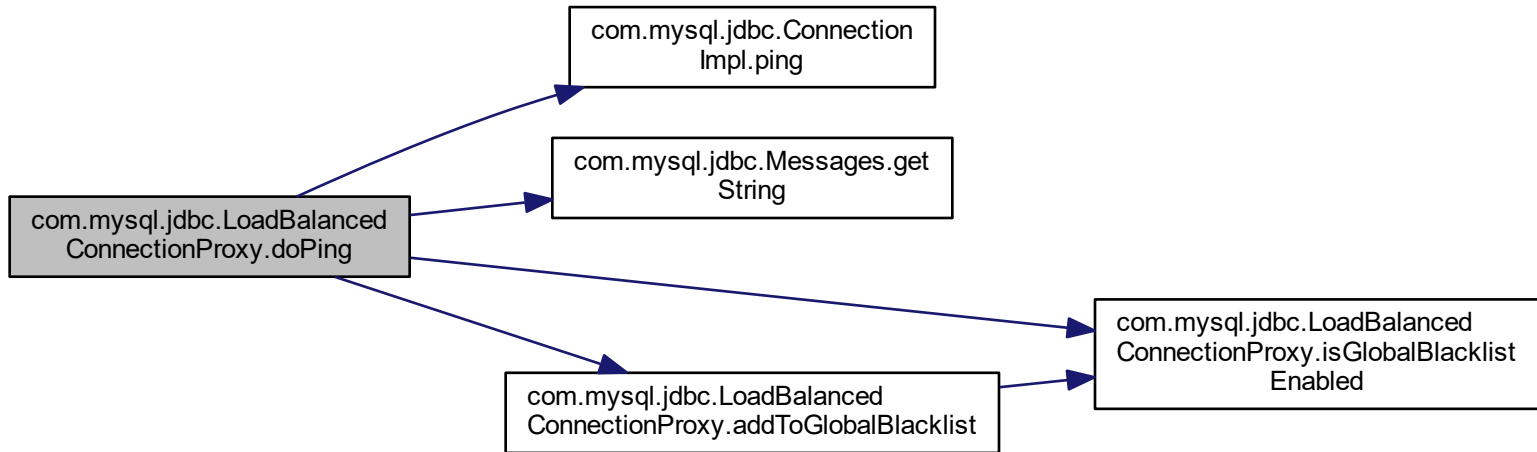 com.mysql.jdbc.Connection
Impl.ping
com.mysql.jdbc.Messages.get
String
com.mysql.jdbc.LoadBalanced
ConnectionProxy.doPing
com.mysql.jdbc.LoadBalanced
ConnectionProxy.isGlobalBlacklist
Enabled
com.mysql.jdbc.LoadBalanced
ConnectionProxy.addToGlobalBlacklist